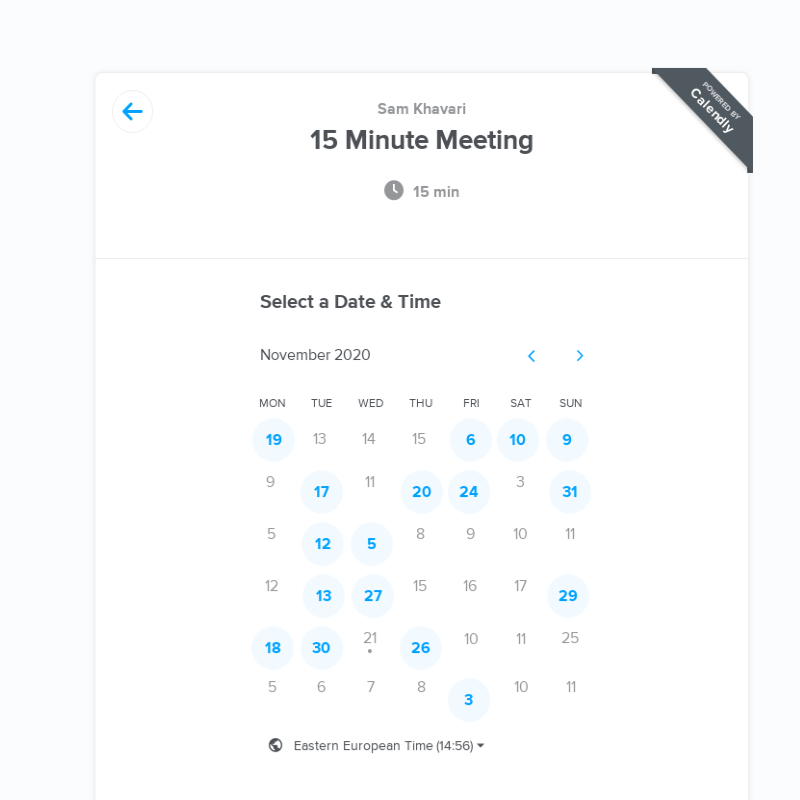 POWERED BY
Calendly
Sam Khavari
15 Minute Meeting
15 min
Select a Date & Time
November 2020
MON TUE WED THU FRI SAT SUN
19 13 14 15 6 10 9
9 17 11 20 24 3 31
5 12 5 8 9 10 11
12 13 27 15 16 17 29
18 30 21 26 10 11 25
5 6 7 8 3 10 11
Eastern European Time (14:56)